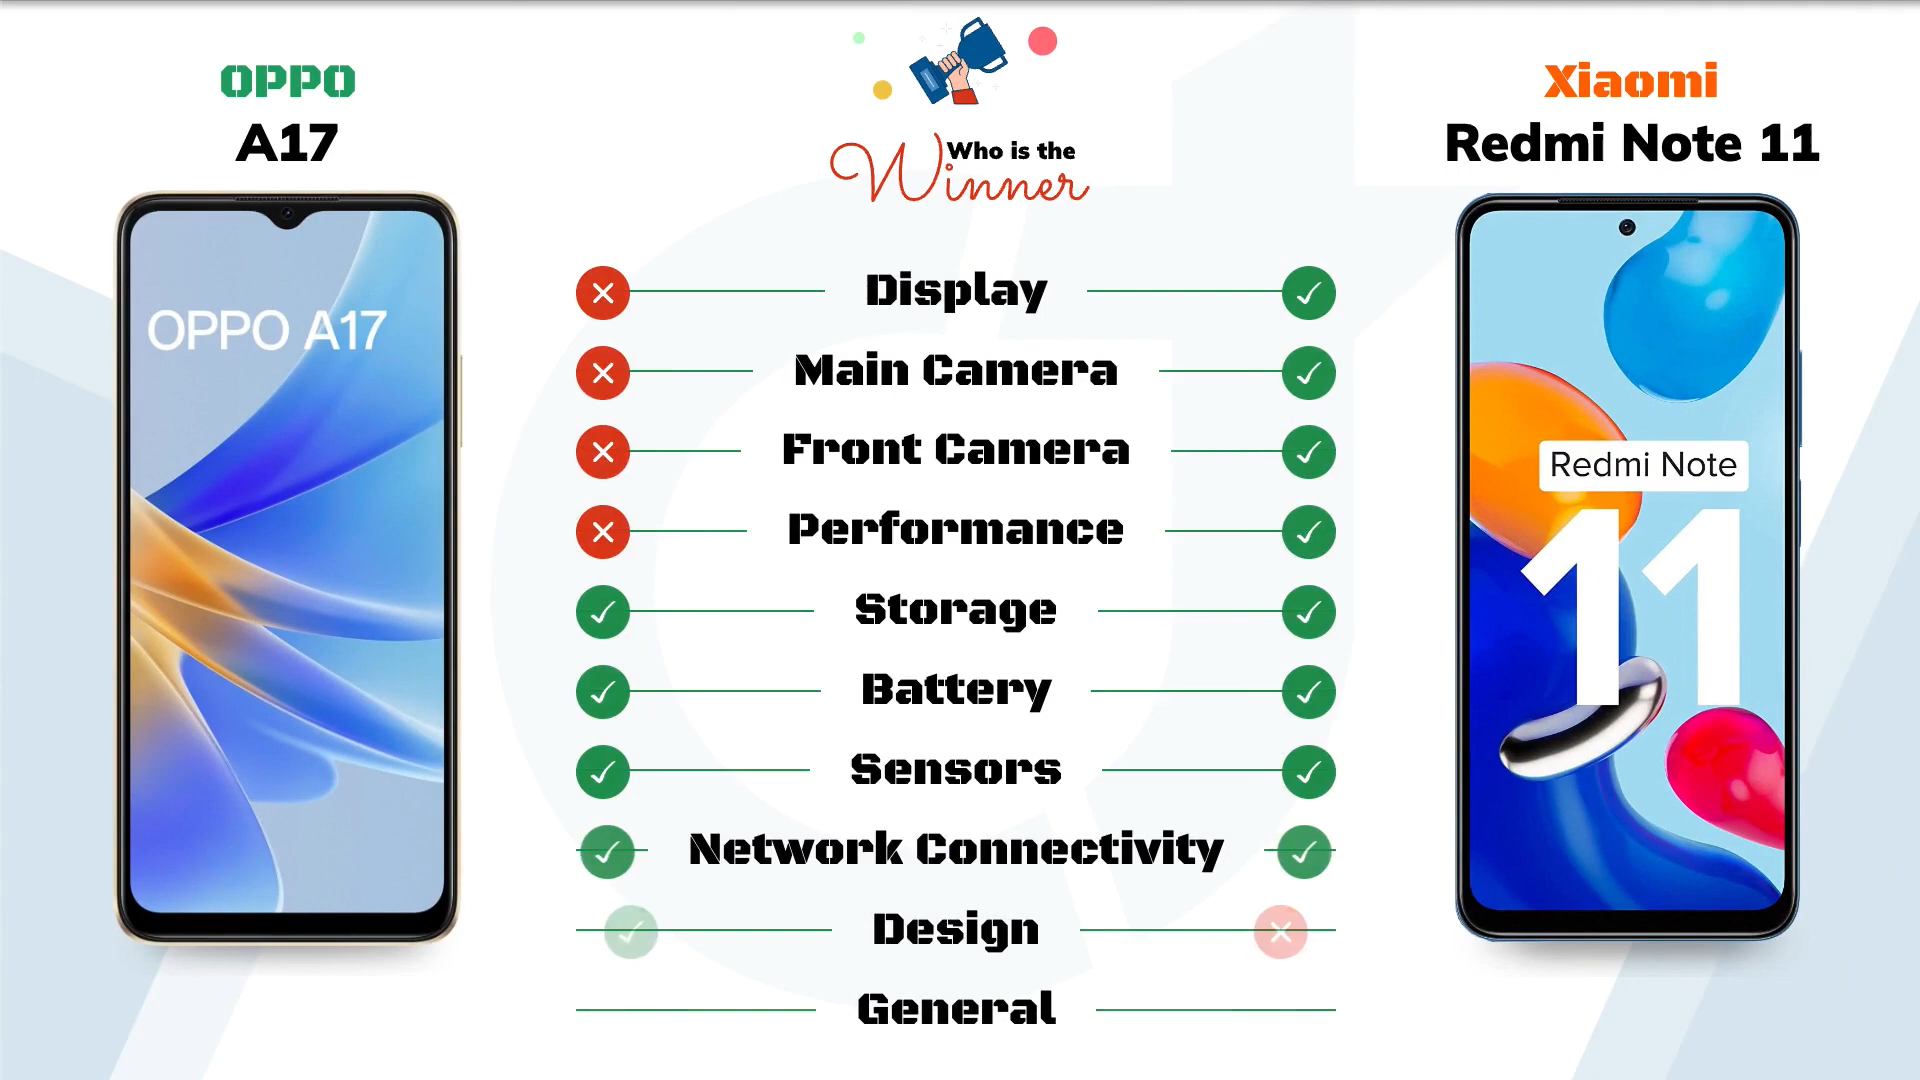 OPPO
A17
Who is the
Winner
Xiaomi
Redmi Note 11
OPPO A17
Redmi Note
11
Display
Main Camera
Front Camera
Performance
Storage
Battery
Sensors
Network Connectivity
Design
General